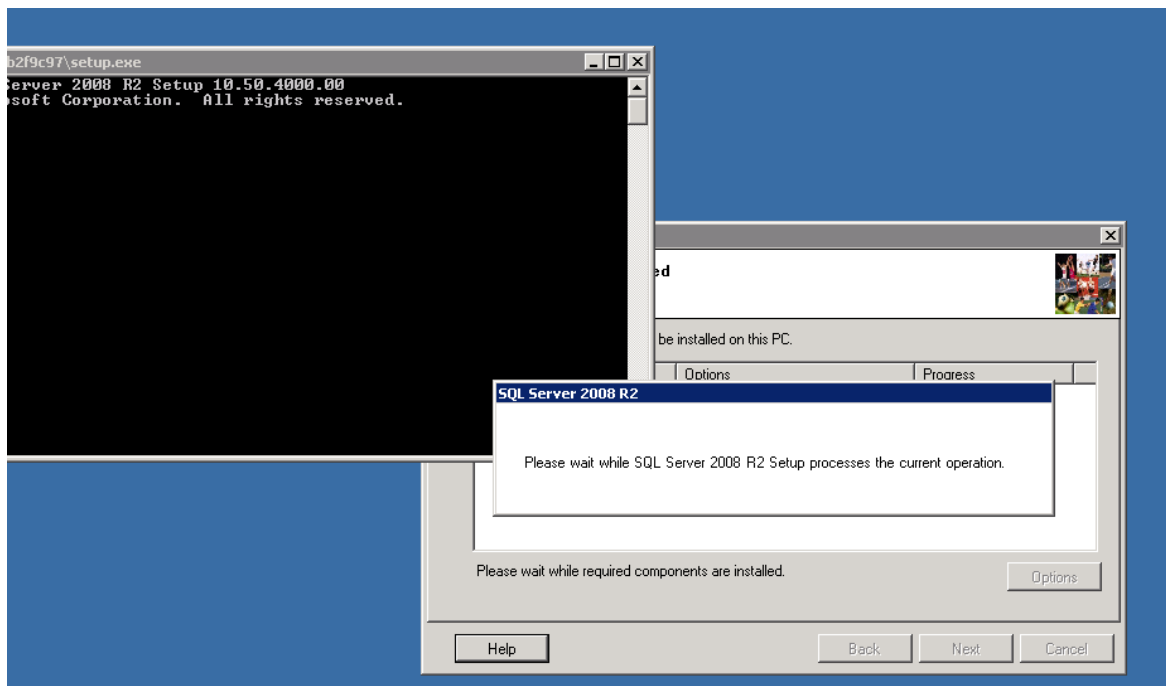 b2f9c97\setup.exe
Server 2008 R2 Setup 10.50.4000.00
osoft Corporation.  All rights reserved.
ed
be installed on this PC.
Options Progress
SQL Server 2008 R2
Please wait while SQL Server 2008 R2 Setup processes the current operation.
Please wait while required components are installed.
Options
Help Back Next Cancel